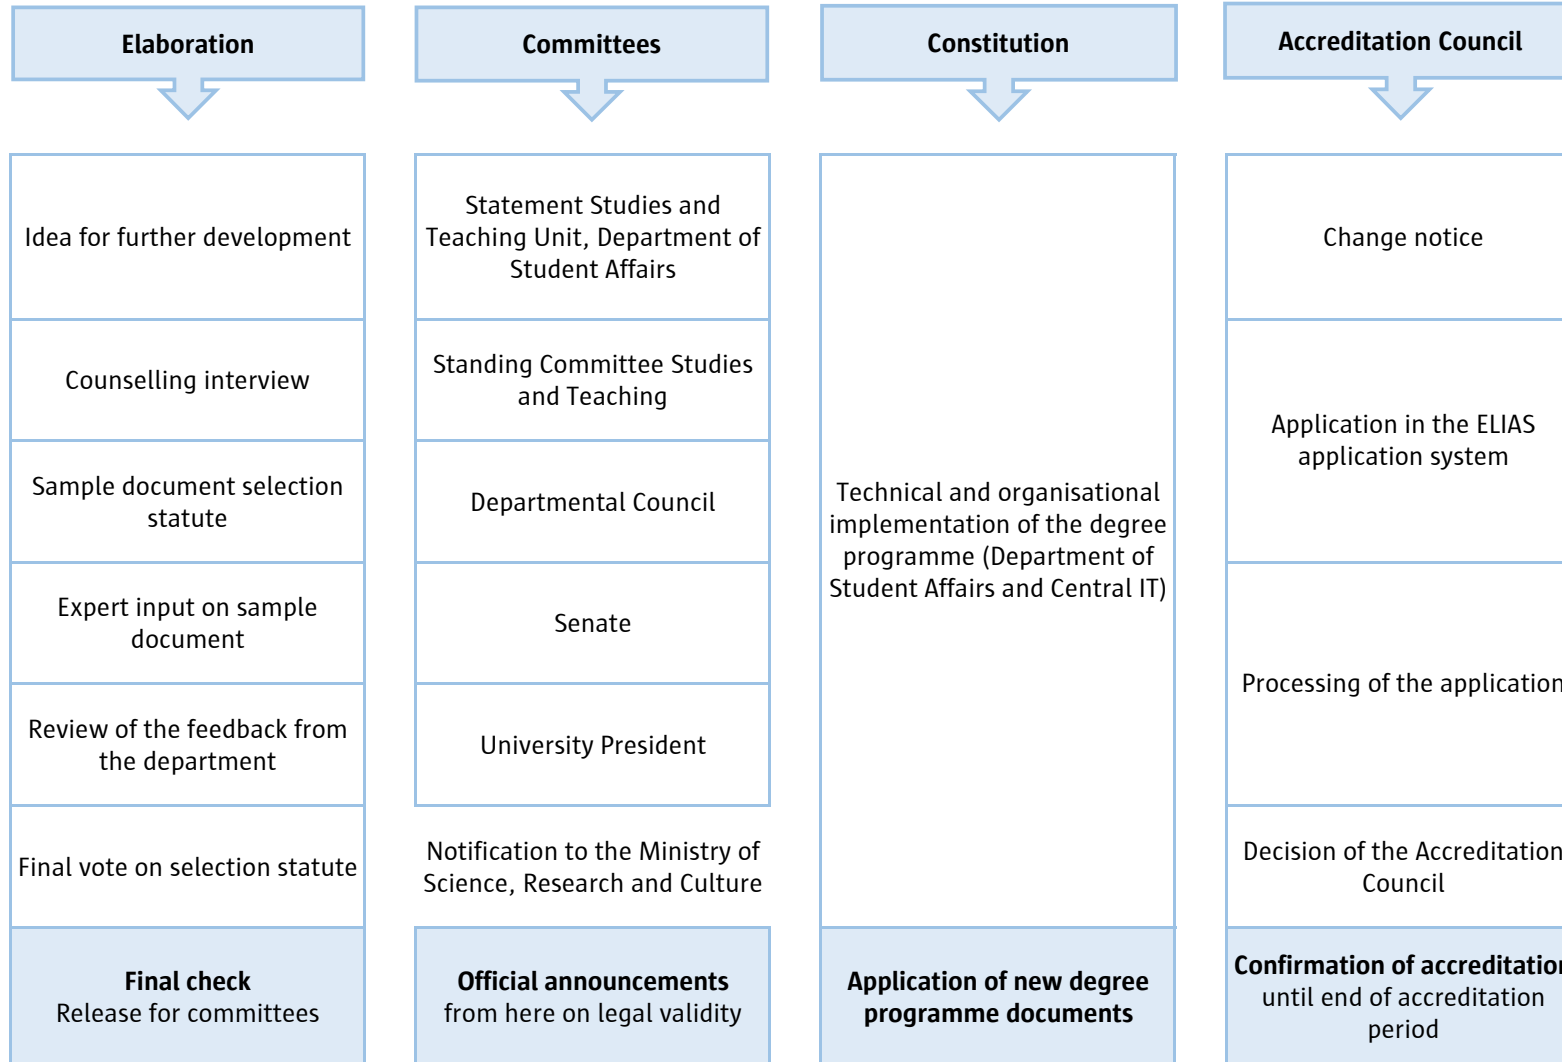 Elaboration
Idea for further development
Counselling interview
Sample document selection
statute
Expert input on sample
document
Review of the feedback from
the department
Final vote on selection statute
Final check
Release for committees
Committees
Statement Studies and
Teaching Unit, Department of
Student Affairs
Standing Committee Studies
and Teaching
Departmental Council
Senate
University President
Notification to the Ministry of
Science, Research and Culture
Official announcements
from here on legal validity
Constitution
Technical and organisational
implementation of the degree
programme (Department of
Student Affairs and Central IT)
Application of new degree
programme documents
Accreditation Council
Change notice
Application in the ELIAS
application system
Processing of the application
Decision of the Accreditation
Council
Confirmation of accreditation
until end of accreditation
period